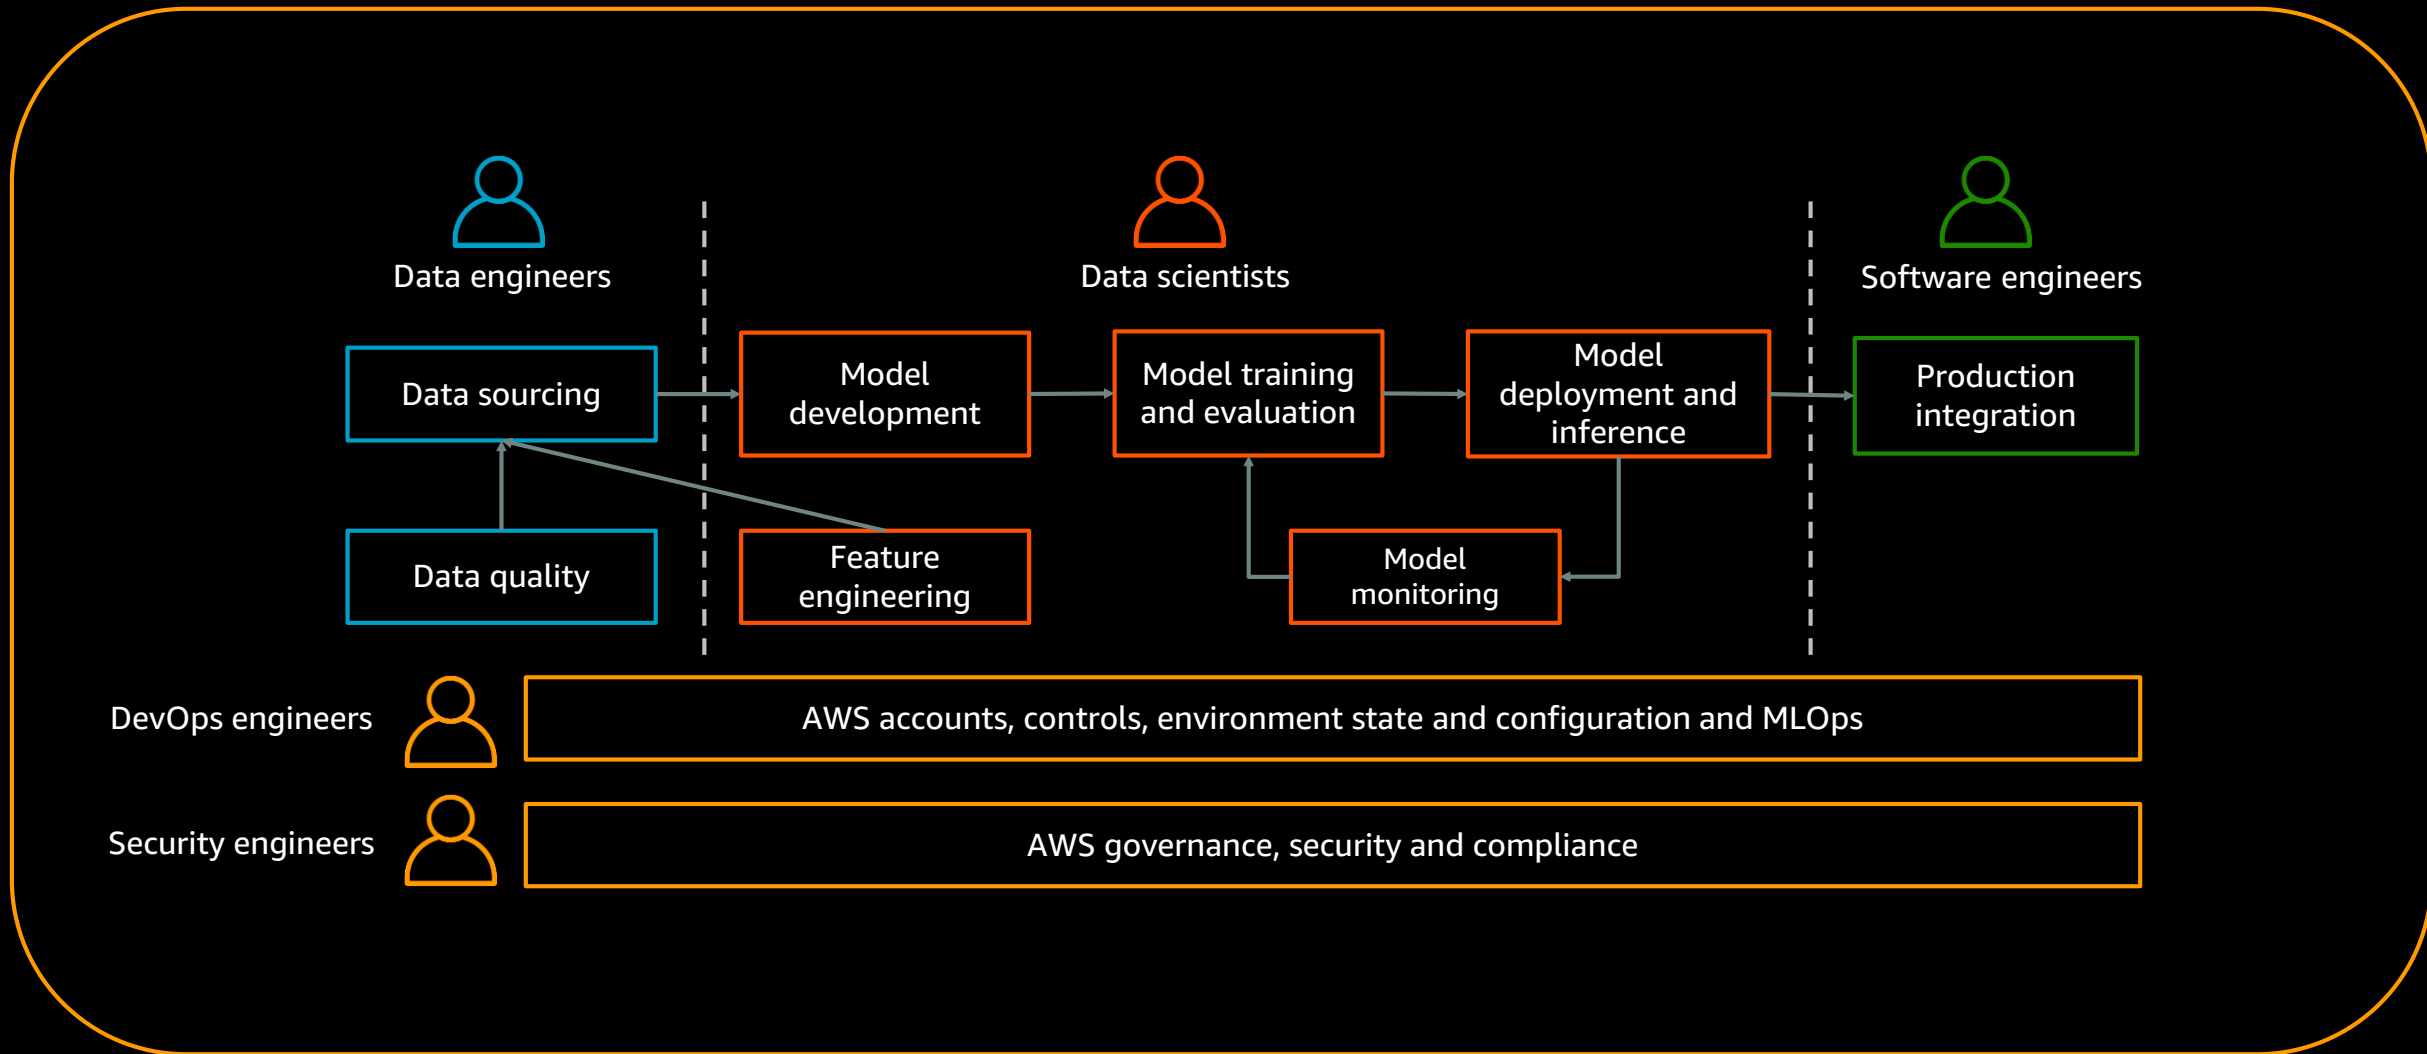 Data engineers
Data scientists
Software engineers
Data sourcing
Model
development
Model training
and evaluation
Model
deployment and
inference
Production
integration
Data quality
Feature
engineering
Model
monitoring
DevOps engineers
AWS accounts, controls, environment state and configuration and MLOps
Security engineers
AWS governance, security and compliance